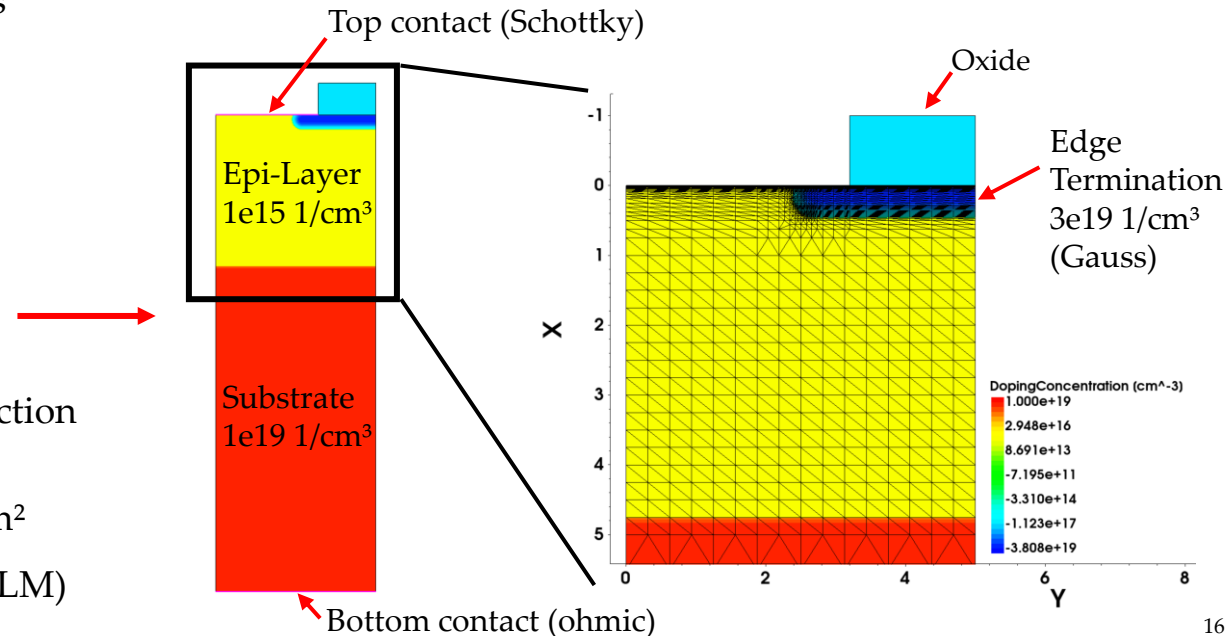 Top contact (Schottky)
Epi-Layer
1e15 1/cm³
Substrate
1e19 1/cm³
Bottom contact (ohmic)
ction
m²
LM)
Oxide
Edge
Termination
3e19 1/cm³
(Gauss)
-1
0
1
2
3
4
5
X
0
2
4
6
8
Y
DopingConcentration (cm^-3)
1.000e+19
2.948e+16
8.691e+13
-7.195e+11
-3.310e+14
-1.123e+17
-3.808e+19
16